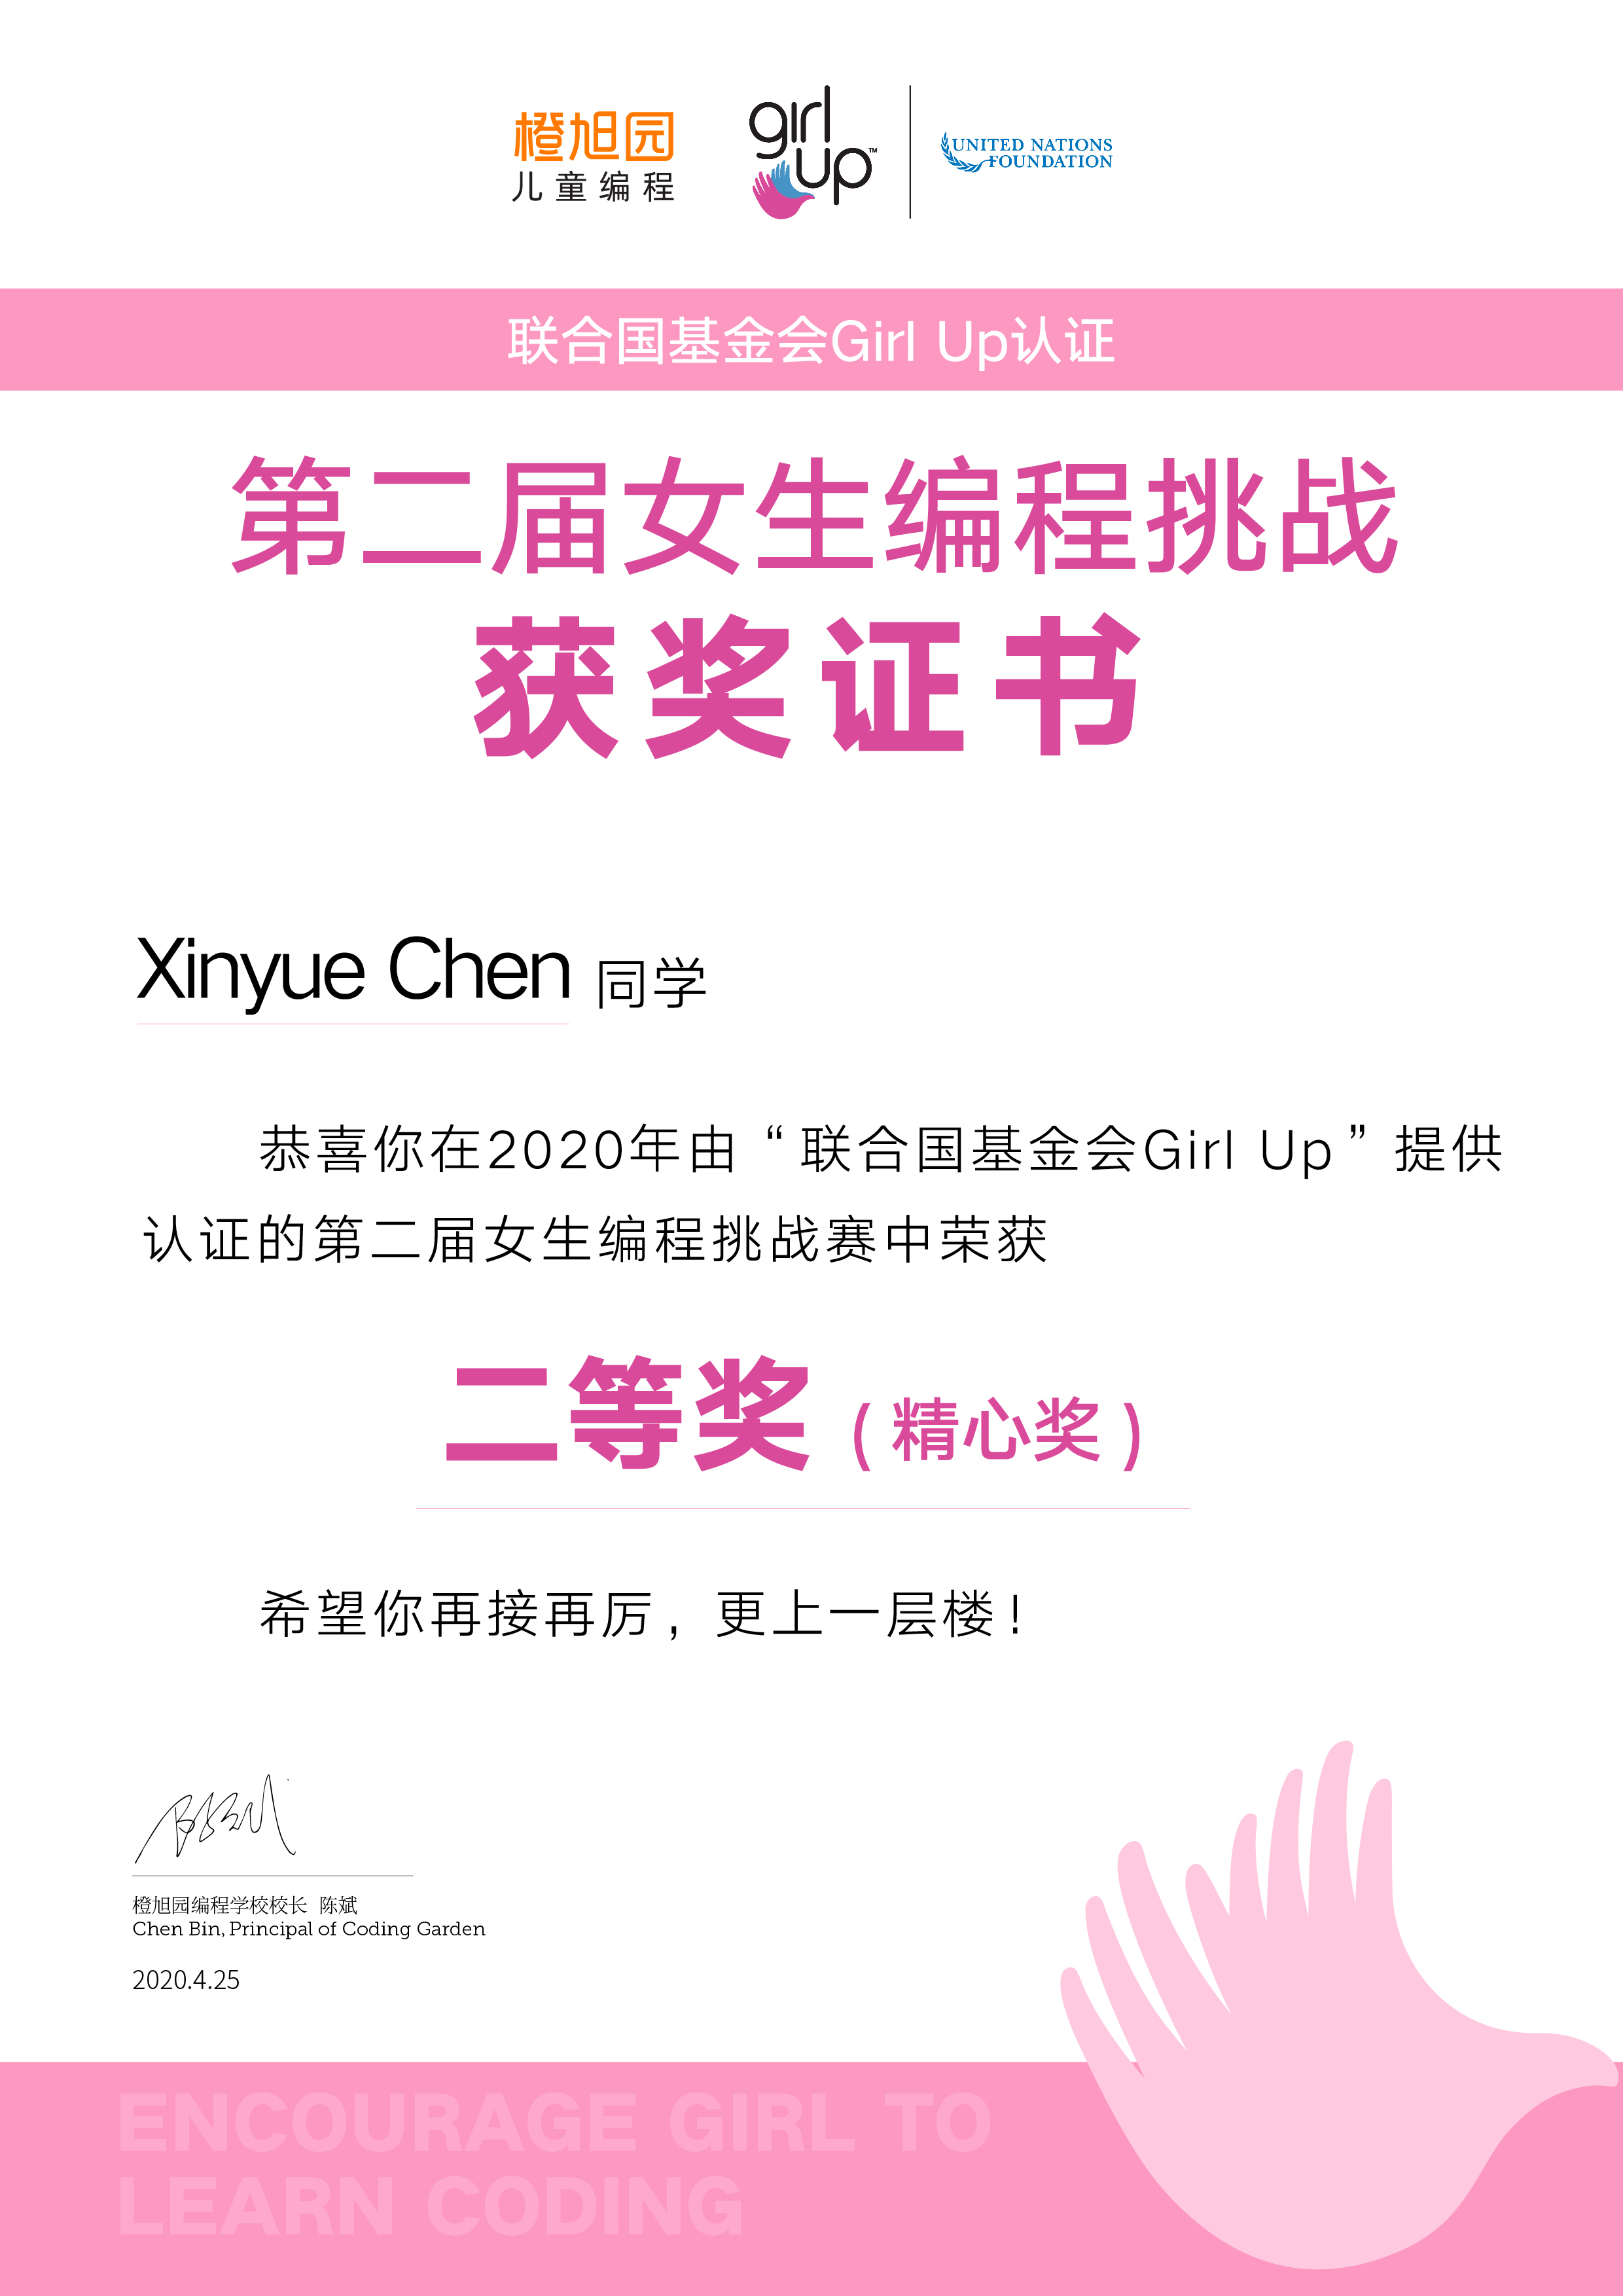 橙旭园
儿童编程
girl
up™
UNITED NATIONS
FOUNDATION
联合国基金会Girl Up认证
第二届女生编程挑战
获奖证书
Xinyue Chen 同学
恭喜你在2020年由“联合国基金会Girl Up”提供
认证的第二届女生编程挑战赛中荣获
二等奖(精心奖)
希望你再接再厉,更上一层楼!
橙旭园编程学校校长 陈斌
Chen Bin, Principal of Coding Garden
2020.4.25
ENCOURAGE GIRL TO
LEARN CODING